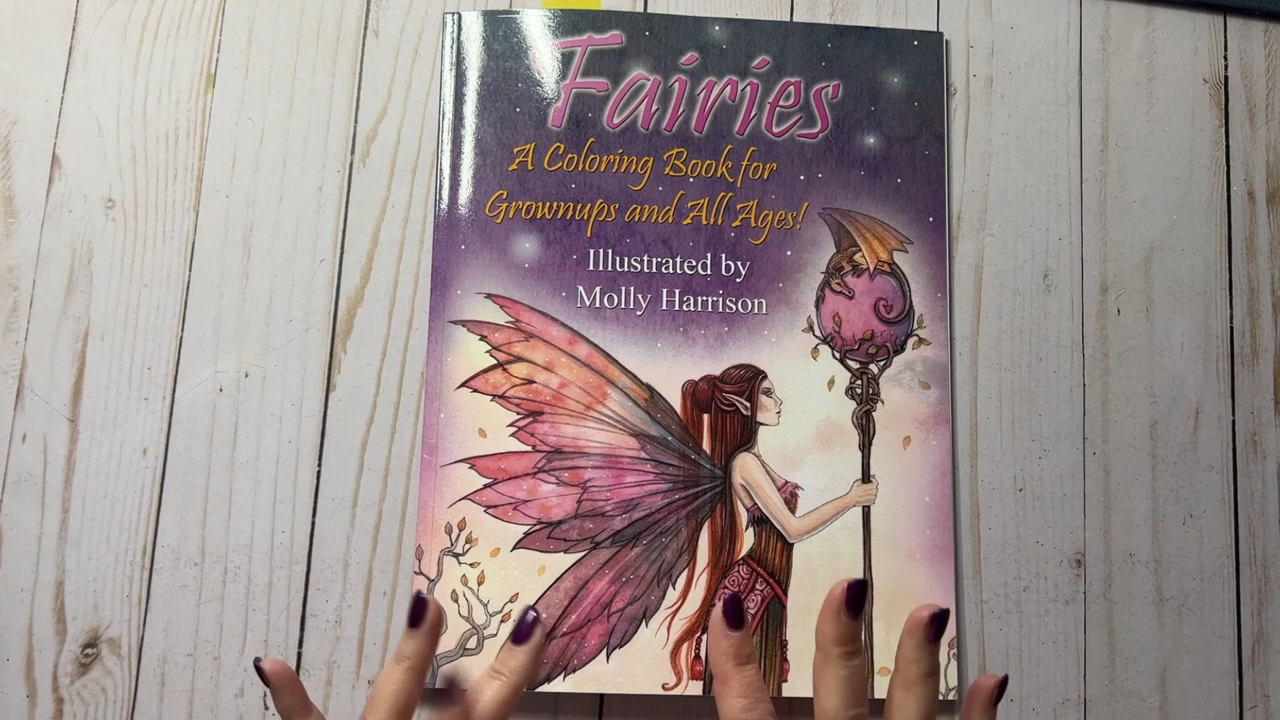 Fairies
A Coloring Book for
Grownups and All Ages!
Illustrated by
Molly Harrison